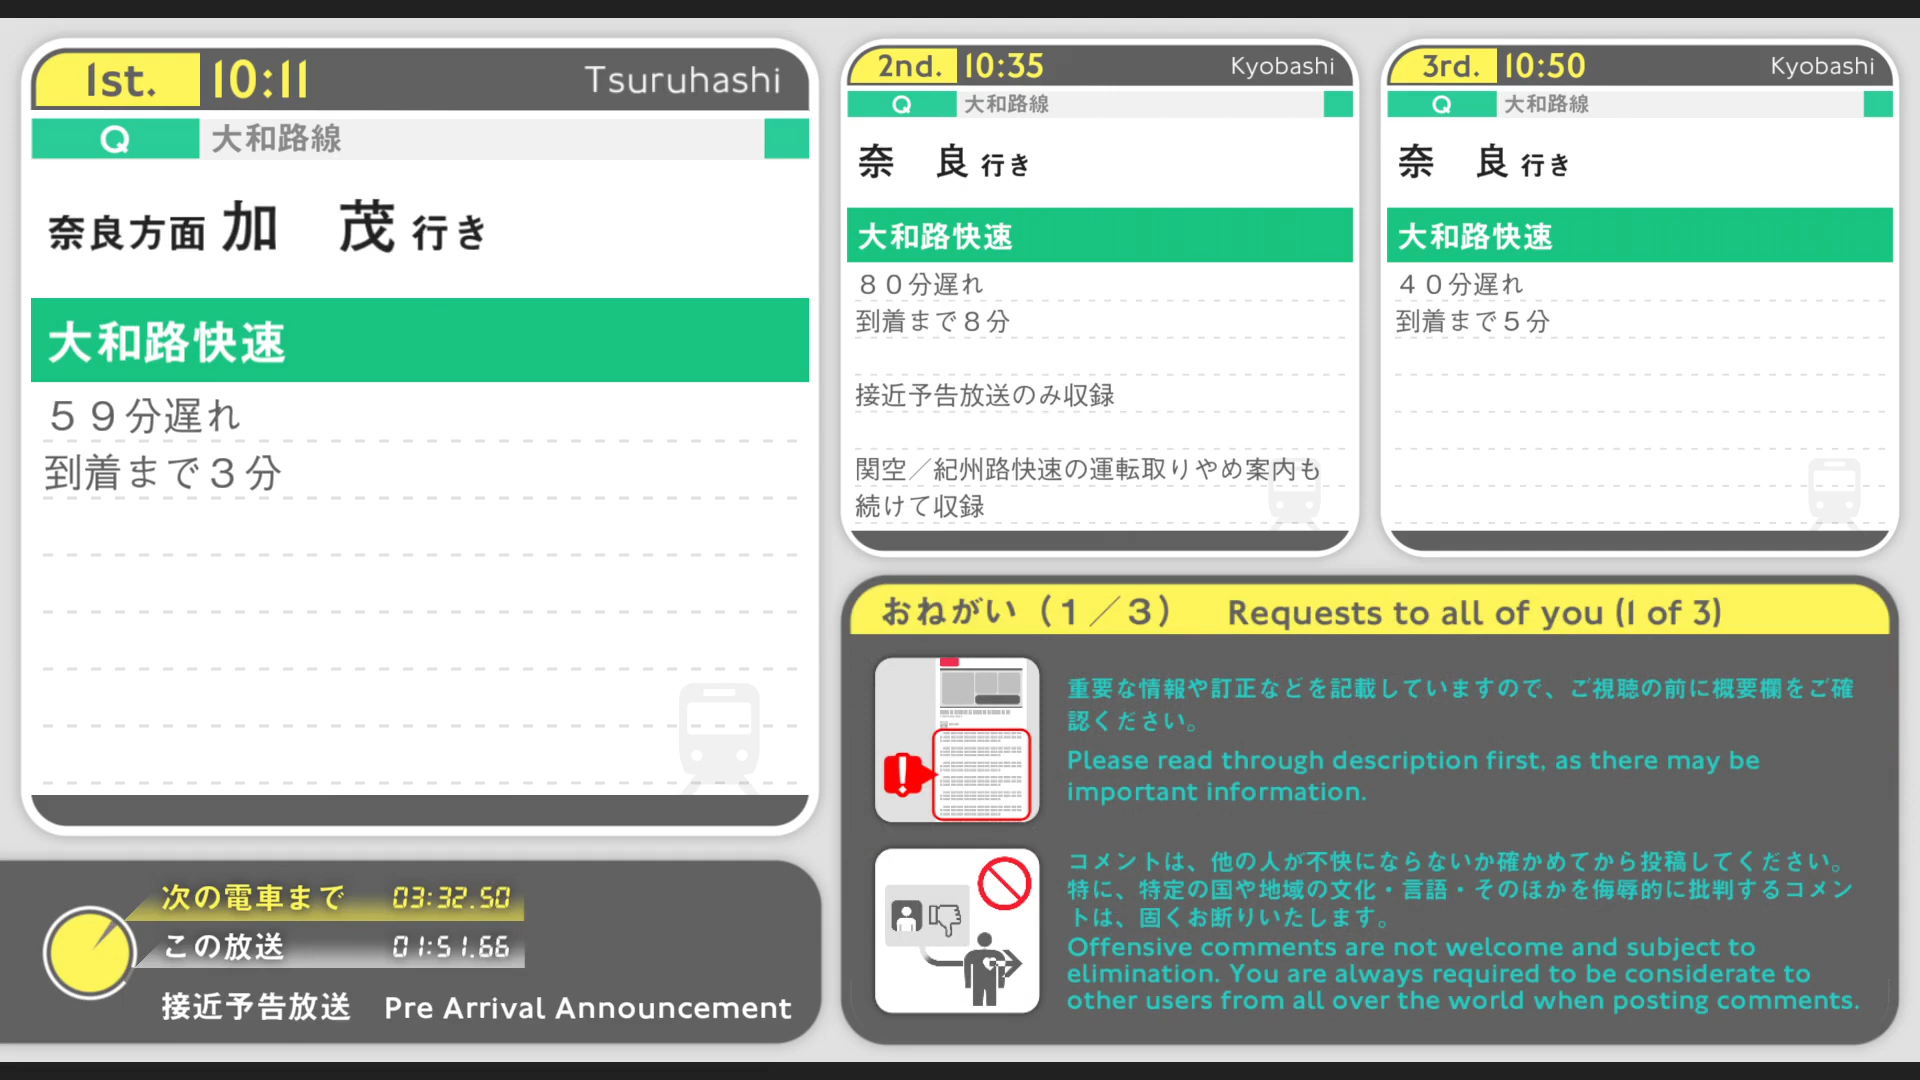 1st. 10:11 Tsuruhashi
Q 大和路線
奈良方面 加　茂 行き
大和路快速
５９分遅れ
到着まで３分
2nd. 10:35 Kyobashi
Q 大和路線
奈　良 行き
大和路快速
８０分遅れ
到着まで８分
接近予告放送のみ収録
関空／紀州路快速の運転取りやめ案内も
続けて収録
3rd. 10:50 Kyobashi
Q 大和路線
奈　良 行き
大和路快速
４０分遅れ
到着まで５分
次の電車まで 03:32.50
この放送 01:51.66
接近予告放送 Pre Arrival Announcement
おねがい（１／３） Requests to all of you (1 of 3)
重要な情報や訂正などを記載していますので、ご視聴の前に概要欄をご確
認ください。
Please read through description first, as there may be
important information.
コメントは、他の人が不快にならないか確かめてから投稿してください。
特に、特定の国や地域の文化・言語・そのほかを侮辱的に批判するコメン
トは、固くお断りいたします。
Offensive comments are not welcome and subject to
elimination. You are always required to be considerate to
other users from all over the world when posting comments.